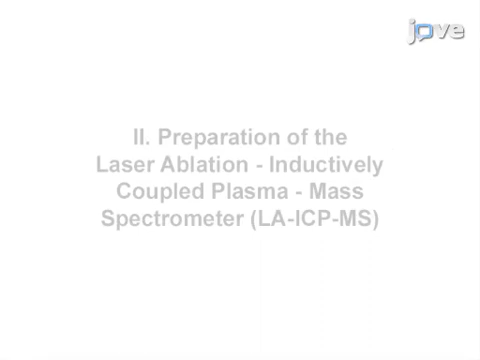 jove
II. Preparation of the
Laser Ablation - Inductively
Coupled Plasma - Mass
Spectrometer (LA-ICP-MS)